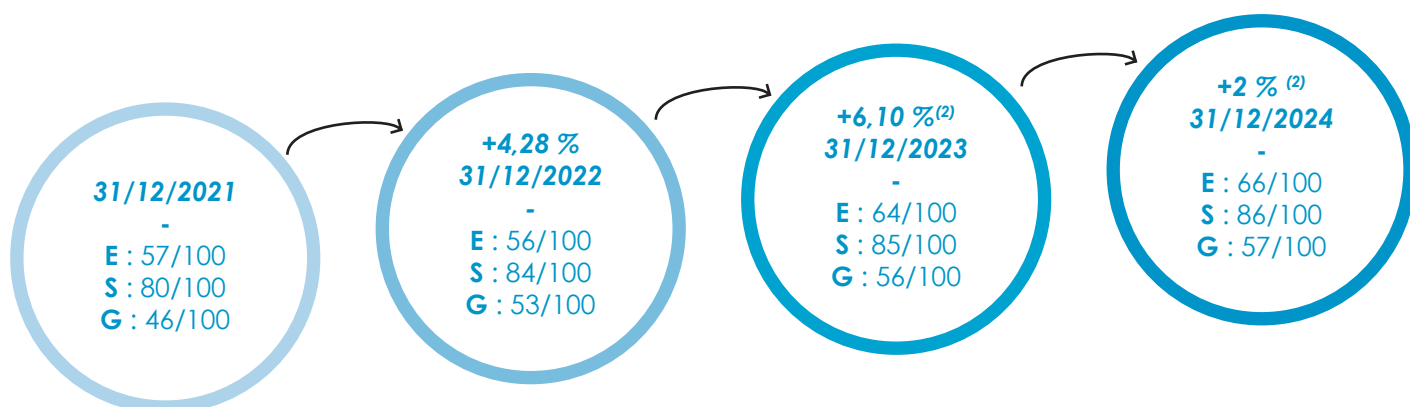 31/12/2021
-
E : 57/100
S : 80/100
G : 46/100
+4,28 %
31/12/2022
-
E : 56/100
S : 84/100
G : 53/100
+6,10 %(2)
31/12/2023
-
E : 64/100
S : 85/100
G : 56/100
+2 % (2)
31/12/2024
-
E : 66/100
S : 86/100
G : 57/100